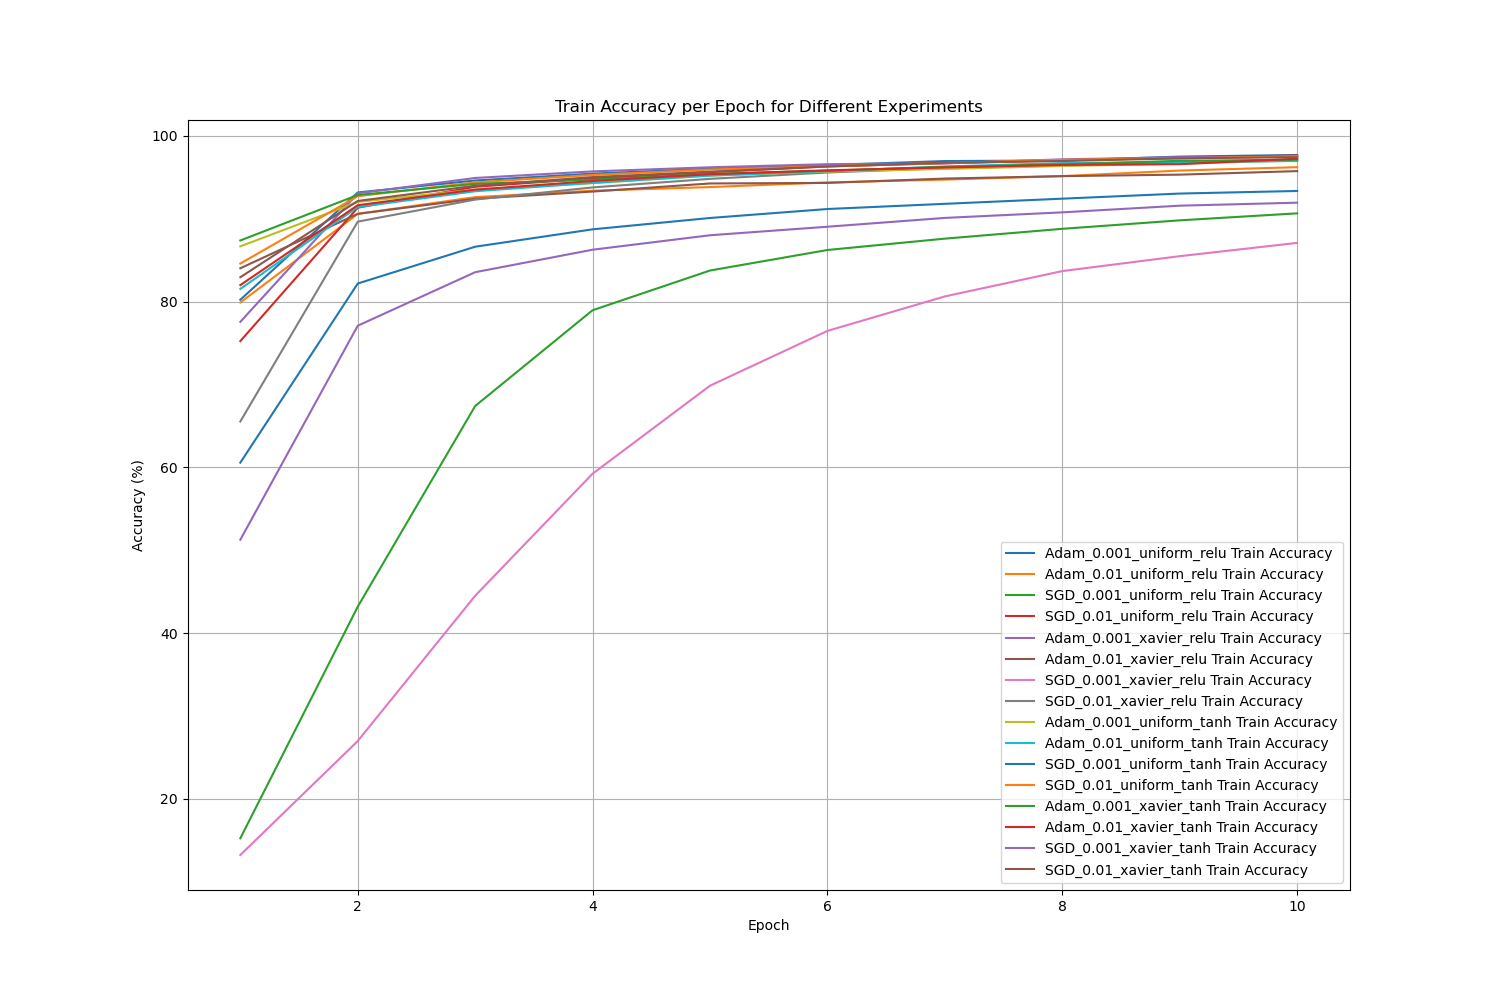 Train Accuracy per Epoch for Different Experiments
100
80
60
40
20
Accuracy (%)
2
4
6
8
10
Epoch
Adam_0.001_uniform_relu Train Accuracy
Adam_0.01_uniform_relu Train Accuracy
SGD_0.001_uniform_relu Train Accuracy
SGD_0.01_uniform_relu Train Accuracy
Adam_0.001_xavier_relu Train Accuracy
Adam_0.01_xavier_relu Train Accuracy
SGD_0.001_xavier_relu Train Accuracy
SGD_0.01_xavier_relu Train Accuracy
Adam_0.001_uniform_tanh Train Accuracy
Adam_0.01_uniform_tanh Train Accuracy
SGD_0.001_uniform_tanh Train Accuracy
SGD_0.01_uniform_tanh Train Accuracy
Adam_0.001_xavier_tanh Train Accuracy
Adam_0.01_xavier_tanh Train Accuracy
SGD_0.001_xavier_tanh Train Accuracy
SGD_0.01_xavier_tanh Train Accuracy